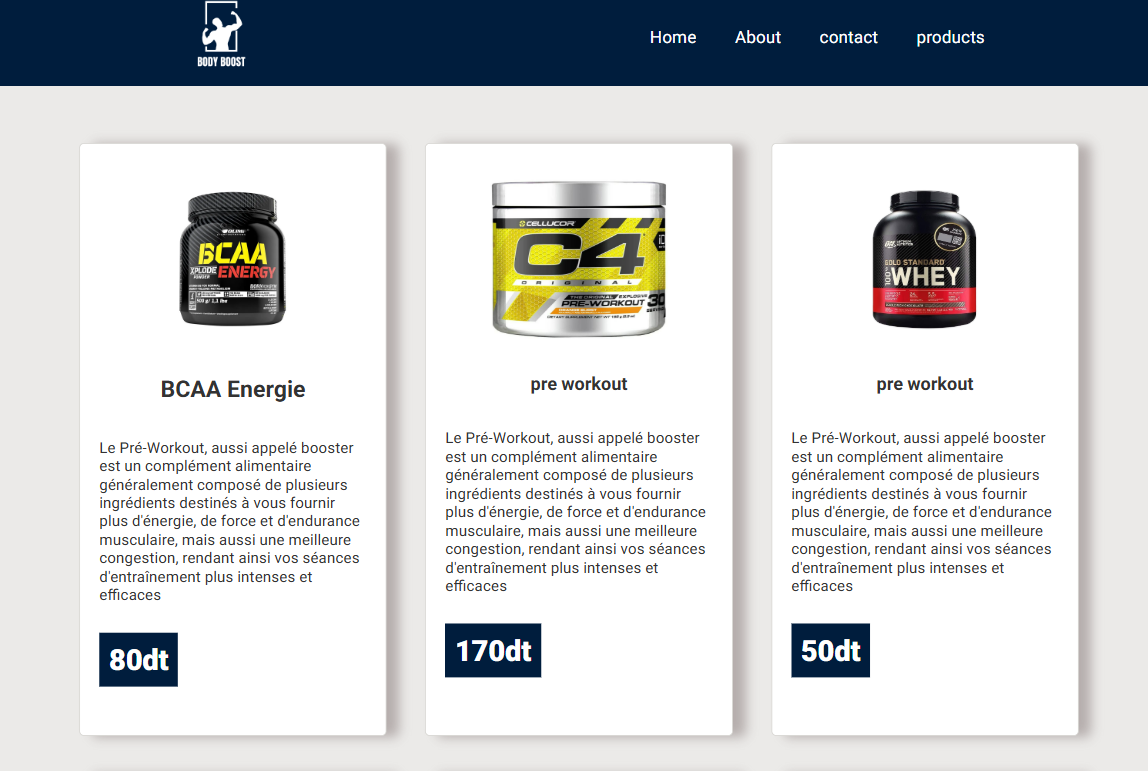 BODY BOOST
Home
About
contact
products
OLIMP
BCAA
XPLODE
POWDER
ENERGY
CELLUCOR
C4
ORIGINAL
THE ORIGINAL EXPLOSIVE
PRE-WORKOUT
30
GOLD STANDARD
100%
WHEY
BCAA Energie
Le Pré-Workout, aussi appelé booster
est un complément alimentaire
généralement composé de plusieurs
ingrédients destinés à vous fournir
plus d'énergie, de force et d'endurance
musculaire, mais aussi une meilleure
congestion, rendant ainsi vos séances
d'entraînement plus intenses et
efficaces
80dt
pre workout
Le Pré-Workout, aussi appelé booster
est un complément alimentaire
généralement composé de plusieurs
ingrédients destinés à vous fournir
plus d'énergie, de force et d'endurance
musculaire, mais aussi une meilleure
congestion, rendant ainsi vos séances
d'entraînement plus intenses et
efficaces
170dt
pre workout
Le Pré-Workout, aussi appelé booster
est un complément alimentaire
généralement composé de plusieurs
ingrédients destinés à vous fournir
plus d'énergie, de force et d'endurance
musculaire, mais aussi une meilleure
congestion, rendant ainsi vos séances
d'entraînement plus intenses et
efficaces
50dt